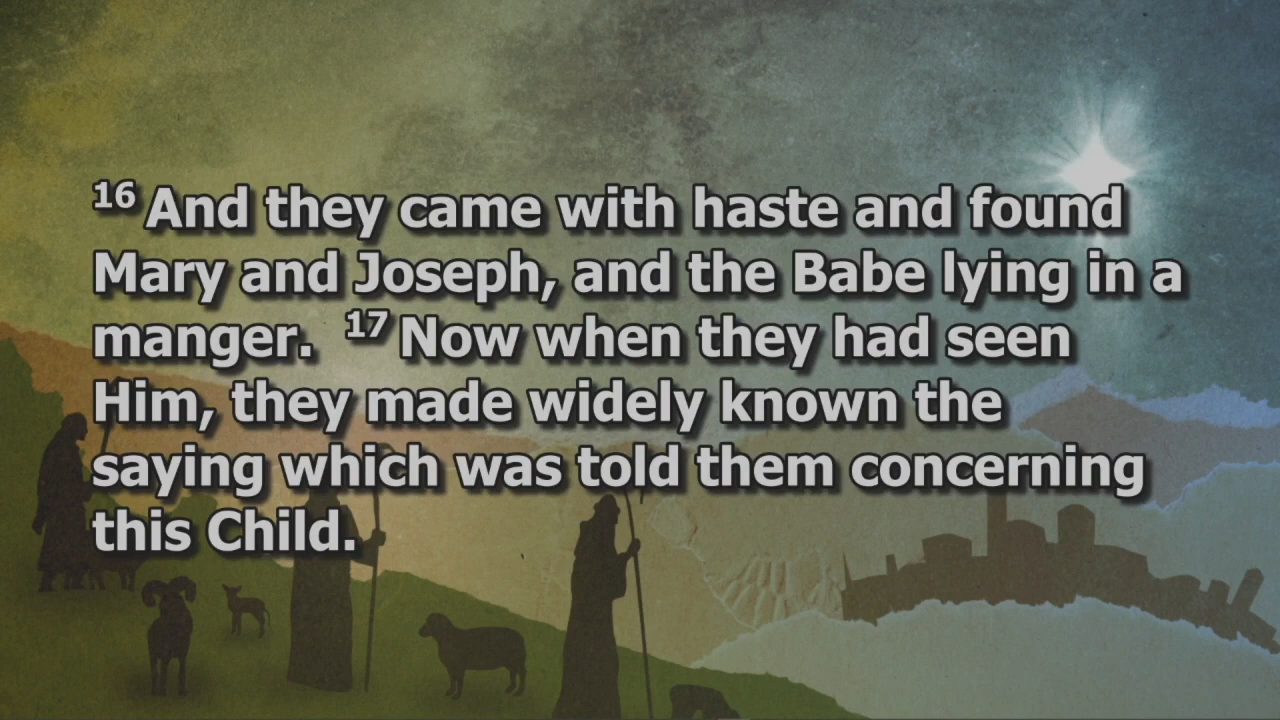 16 And they came with haste and found
Mary and Joseph, and the Babe lying in a
manger. 17 Now when they had seen
Him, they made widely known the
saying which was told them concerning
this Child.